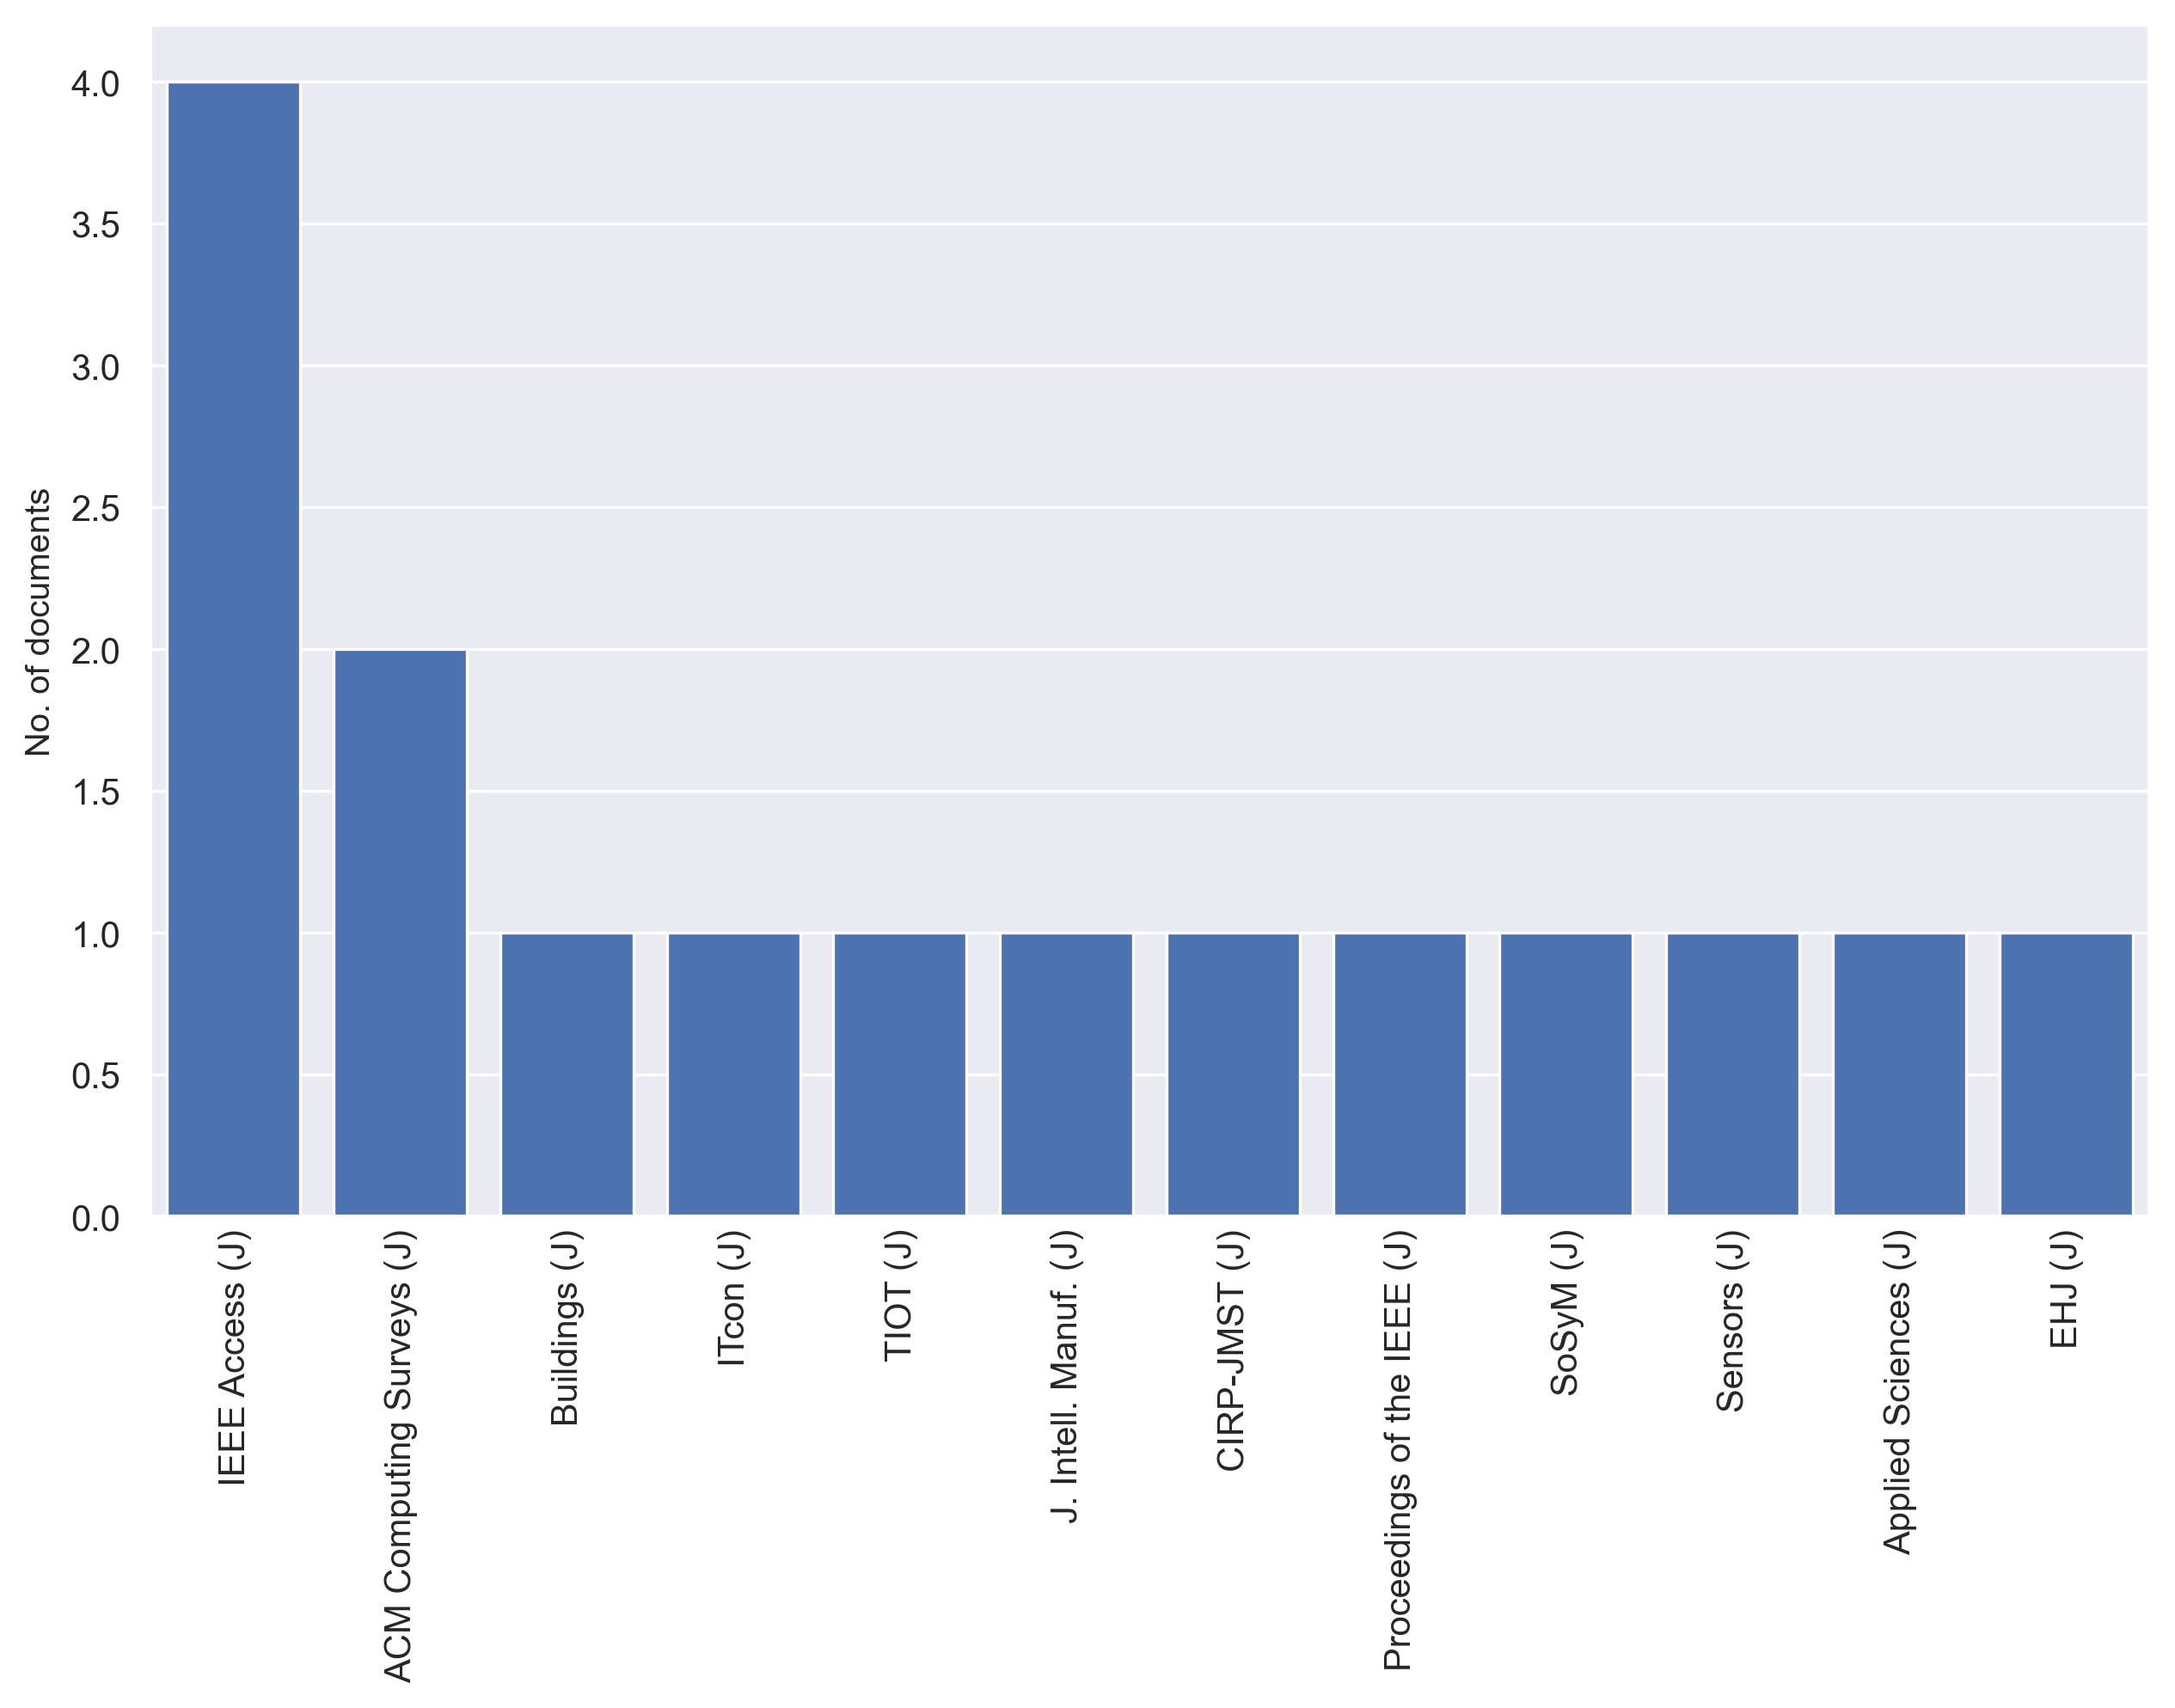 No. of documents
4.0
3.5
3.0
2.5
2.0
1.5
1.0
0.5
0.0
IEEE Access (J)
ACM Computing Surveys (J)
Buildings (J)
ITcon (J)
TIOT (J)
J. Intell. Manuf. (J)
CIRP-JMST (J)
Proceedings of the IEEE (J)
SoSyM (J)
Sensors (J)
Applied Sciences (J)
EHJ (J)